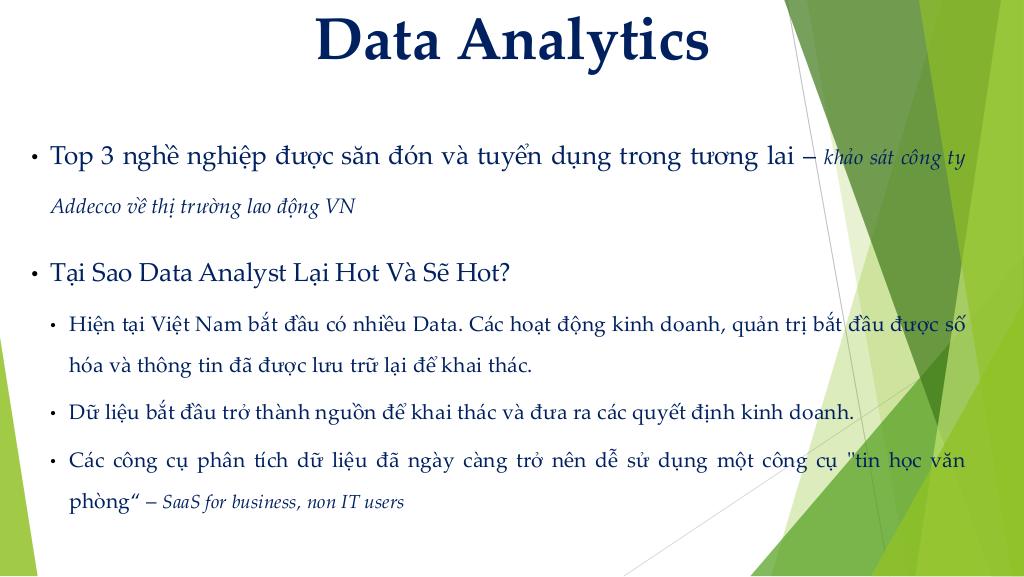 Data Analytics
• Top 3 nghề nghiệp được săn đón và tuyển dụng trong tương lai – khảo sát công ty
Addecco về thị trường lao động VN
• Tại Sao Data Analyst Lại Hot Và Sẽ Hot?
• Hiện tại Việt Nam bắt đầu có nhiều Data. Các hoạt động kinh doanh, quản trị bắt đầu được số
hóa và thông tin đã được lưu trữ lại để khai thác.
• Dữ liệu bắt đầu trở thành nguồn để khai thác và đưa ra các quyết định kinh doanh.
• Các công cụ phân tích dữ liệu đã ngày càng trở nên dễ sử dụng một công cụ "tin học văn
phòng“ – SaaS for business, non IT users